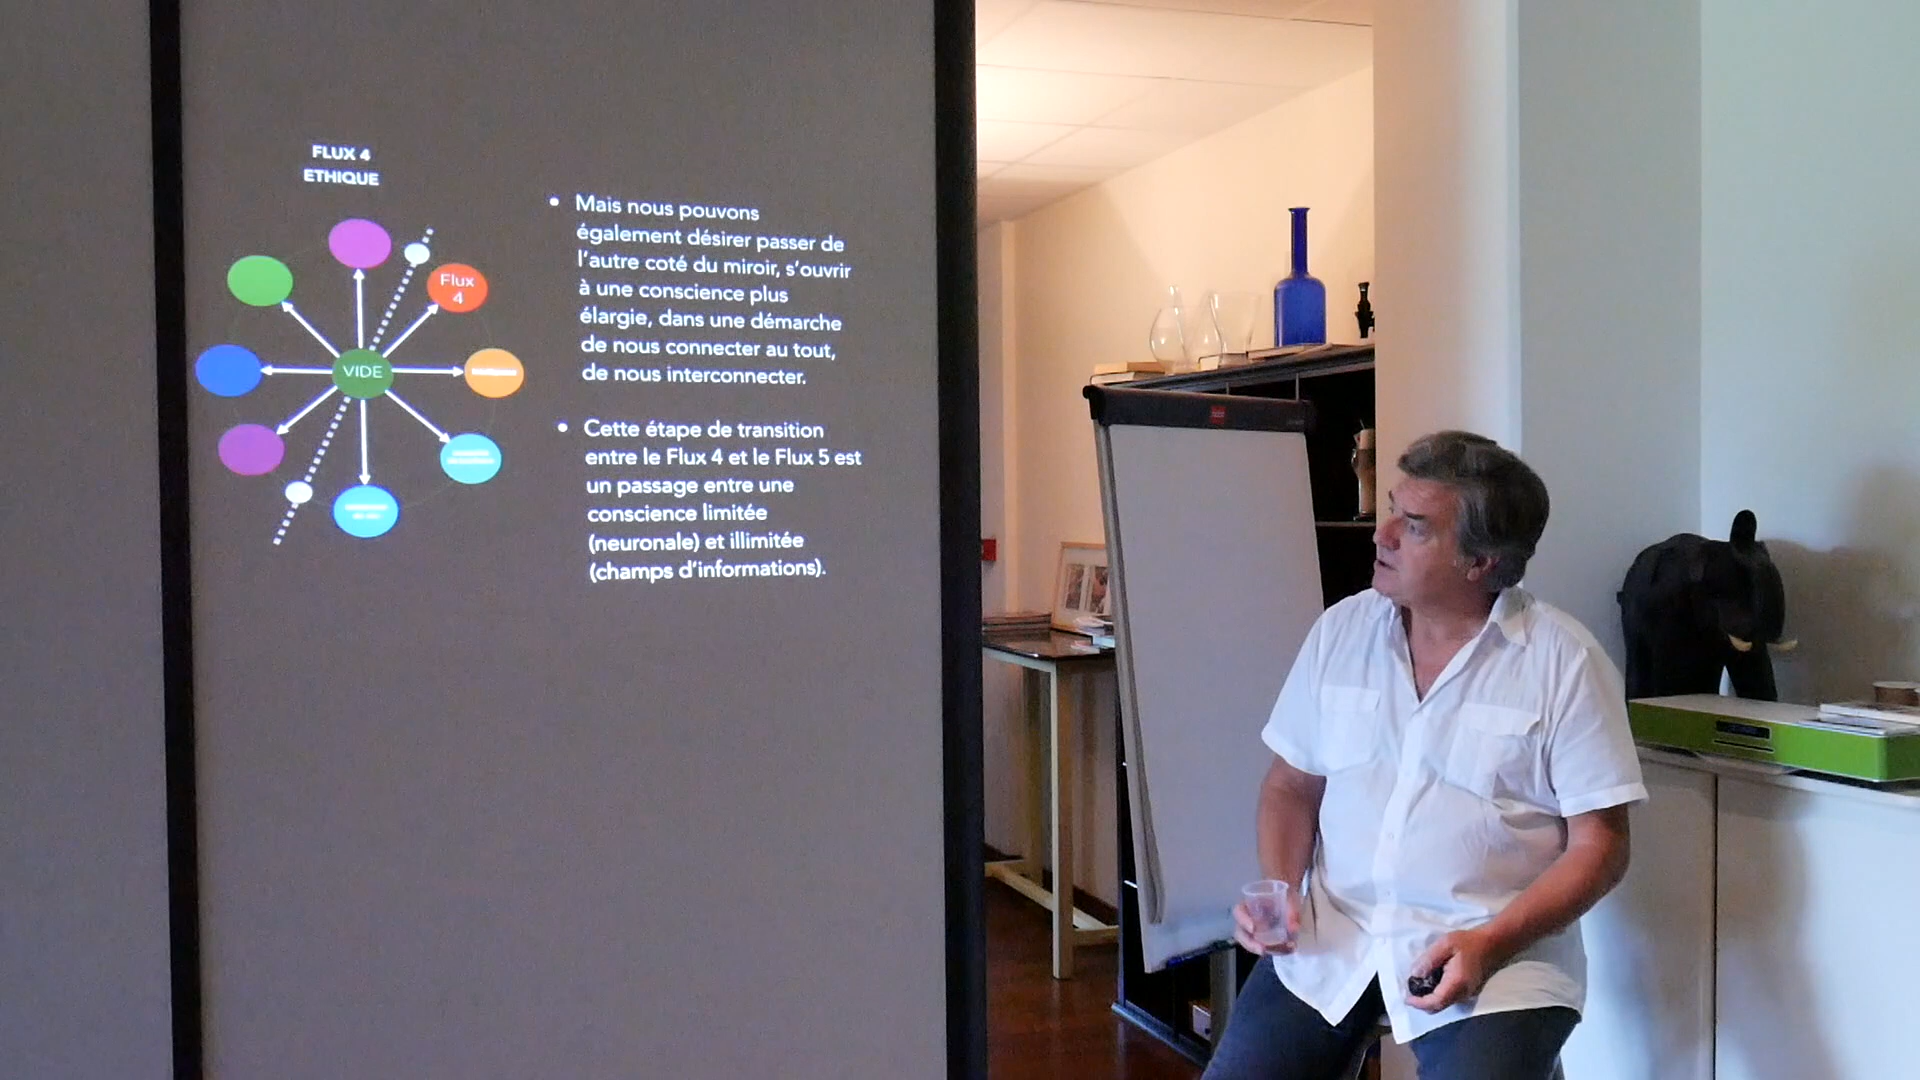 FLUX 4
ETHIQUE
Flux
4
VIDE
• Mais nous pouvons
également désirer passer de
l'autre coté du miroir, s'ouvrir
à une conscience plus
élargie, dans une démarche
de nous connecter au tout,
de nous interconnecter.
• Cette étape de transition
entre le Flux 4 et le Flux 5 est
un passage entre une
conscience limitée
(neuronale) et illimitée
(champs d'informations).